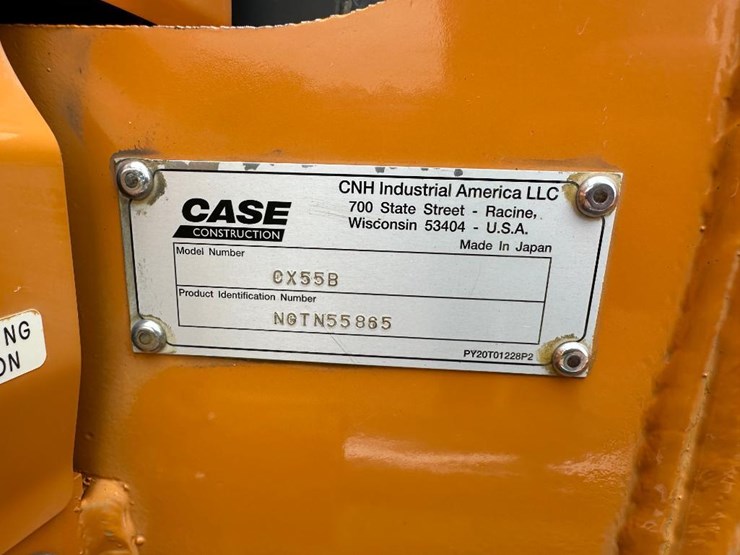 CASE
CONSTRUCTION
CNH Industrial America LLC
700 State Street - Racine,
Wisconsin 53404 - U.S.A.
Made In Japan
Model Number
CX55B
Product Identification Number
NGTN55865
PY20T01228P2
NG
ON